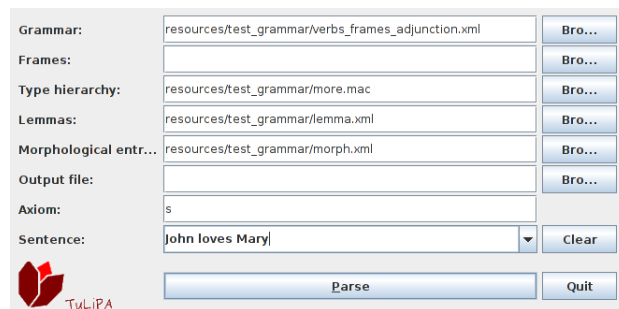 Grammar: resources/test_grammar/verbs_frames_adjunction.xml Bro...
Frames: Bro...
Type hierarchy: resources/test_grammar/more.mac Bro...
Lemmas: resources/test_grammar/lemma.xml Bro...
Morphological entr... resources/test_grammar/morph.xml Bro...
Output file: Bro...
Axiom: s
Sentence: John loves Mary Clear
TuLiPA Parse Quit